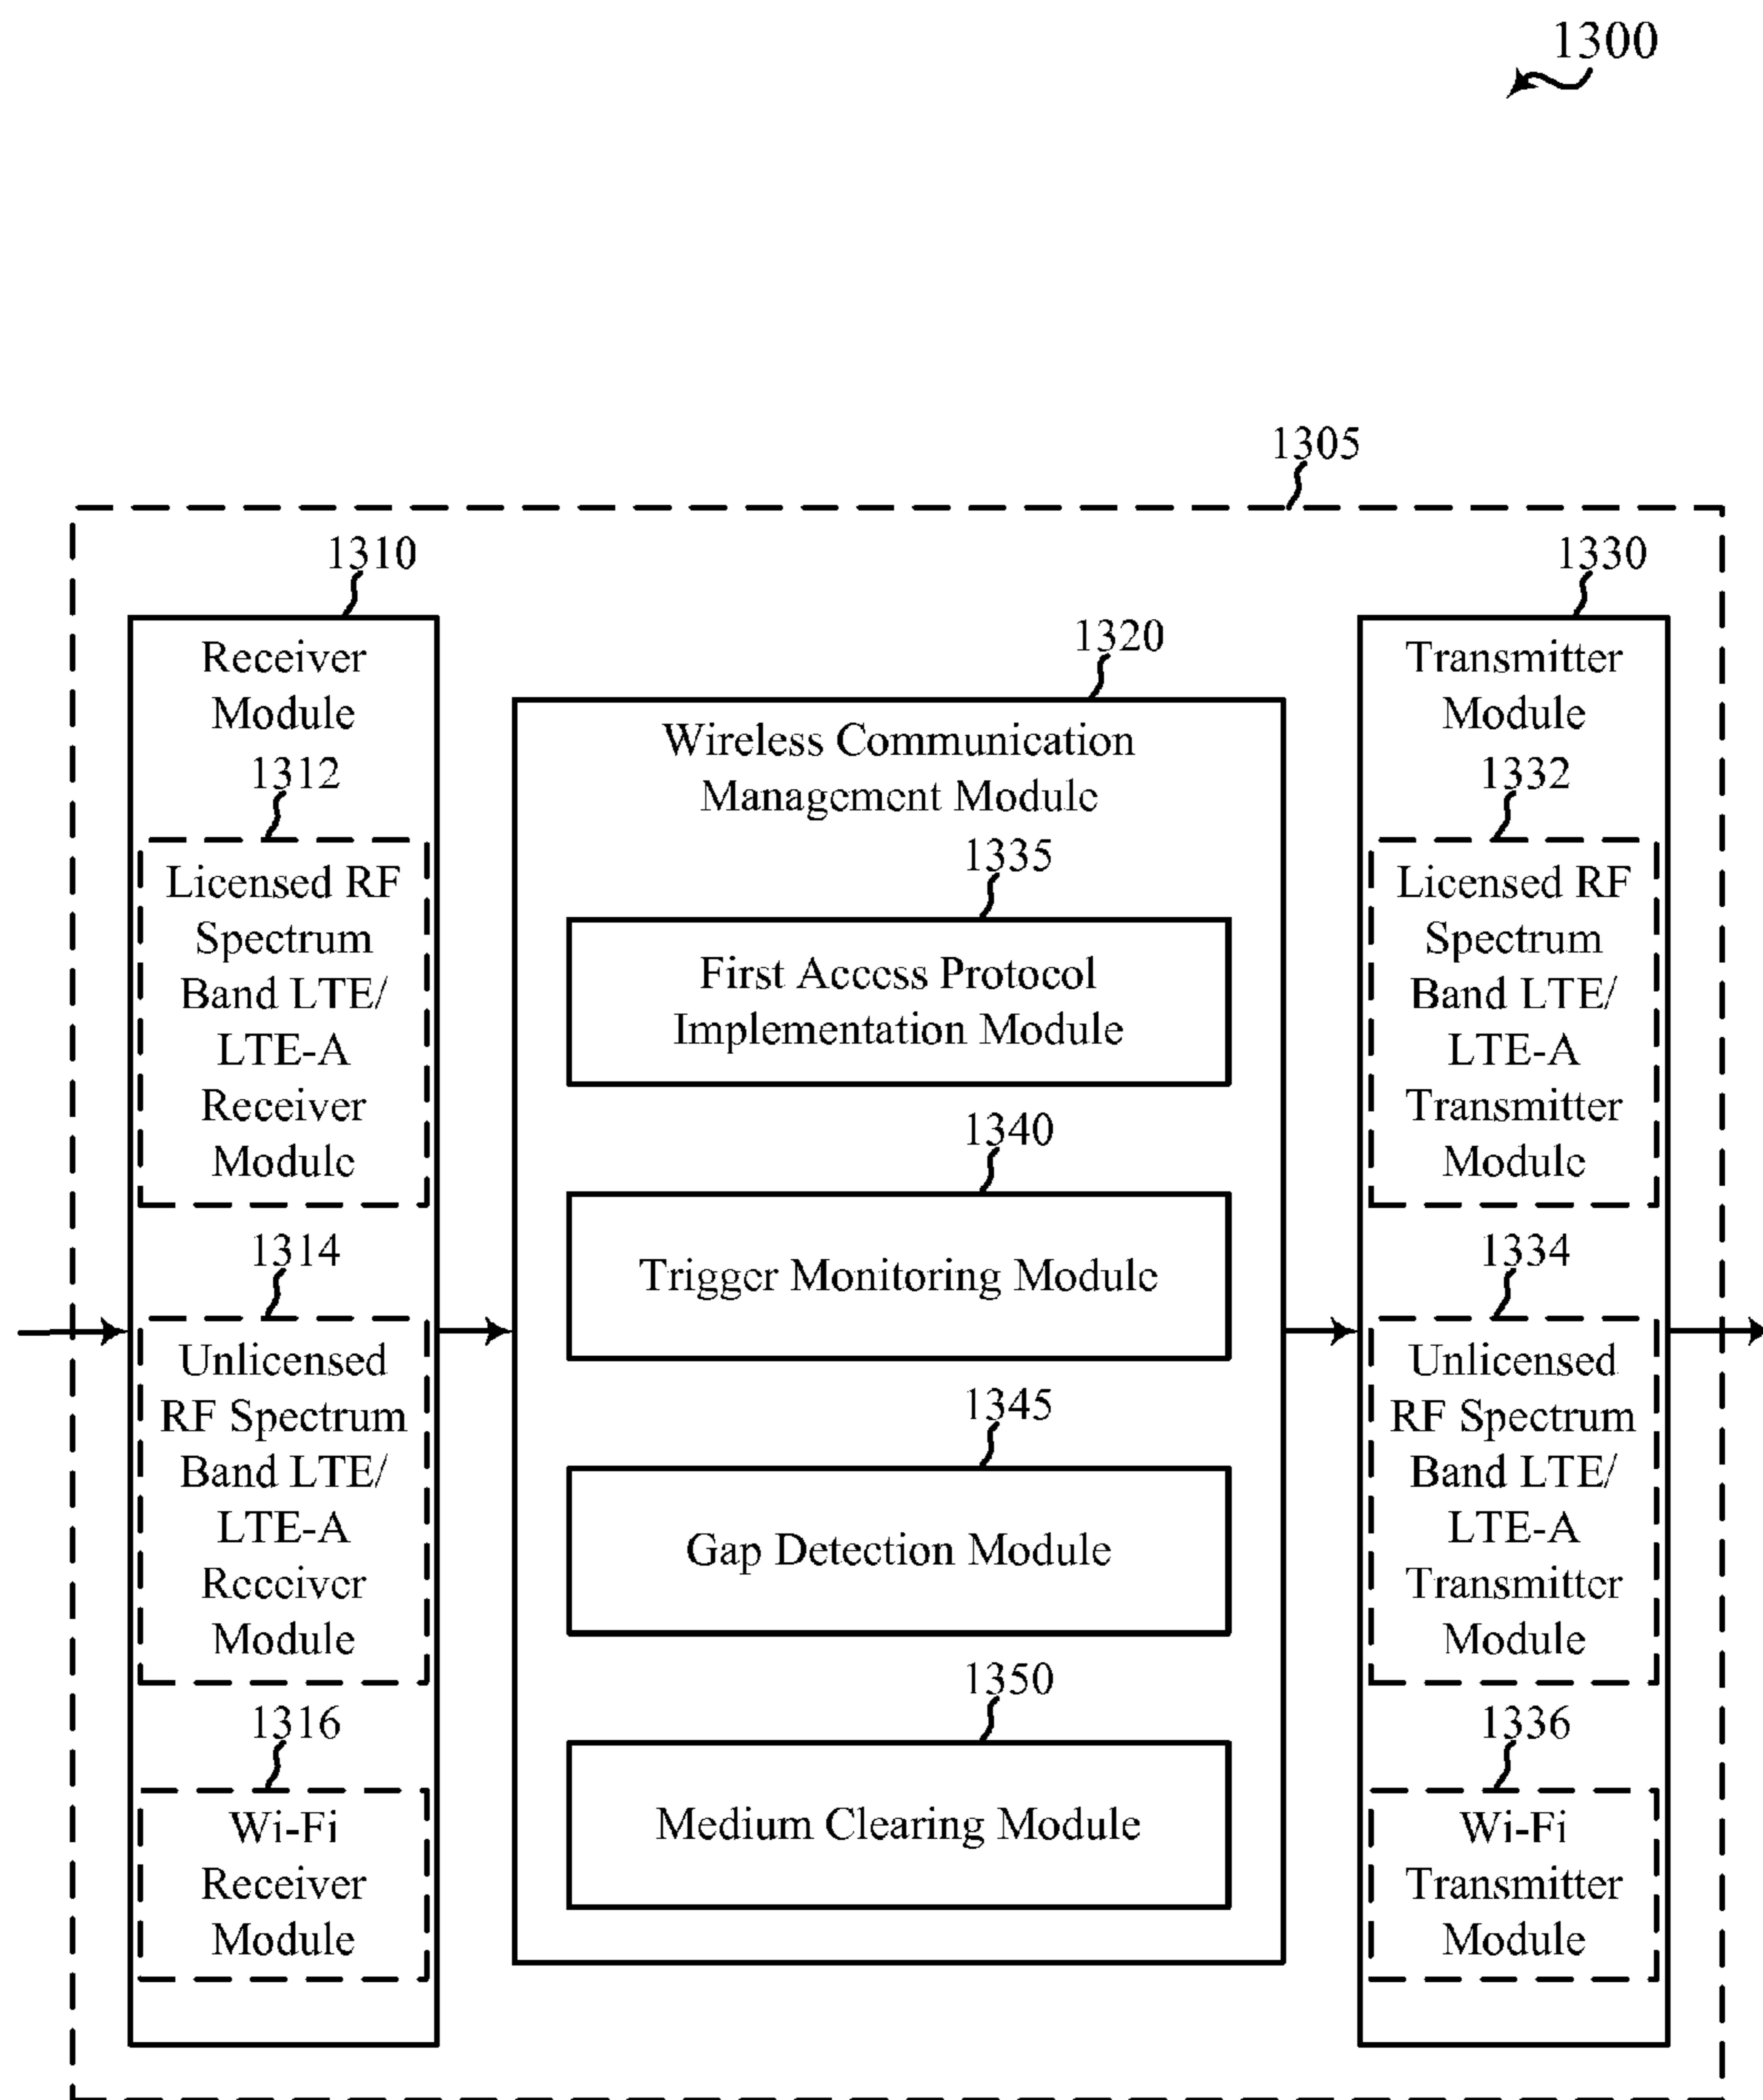 1300
1305
1310
Receiver
Module
1312
Licensed RF
Spectrum
Band LTE/
LTE-A
Receiver
Module
1314
Unlicensed
RF Spectrum
Band LTE/
LTE-A
Receiver
Module
1316
Wi-Fi
Receiver
Module
1320
Wireless Communication
Management Module
1335
First Access Protocol
Implementation Module
1340
Trigger Monitoring Module
1345
Gap Detection Module
1350
Medium Clearing Module
1330
Transmitter
Module
1332
Licensed RF
Spectrum
Band LTE/
LTE-A
Transmitter
Module
1334
Unlicensed
RF Spectrum
Band LTE/
LTE-A
Transmitter
Module
1336
Wi-Fi
Transmitter
Module